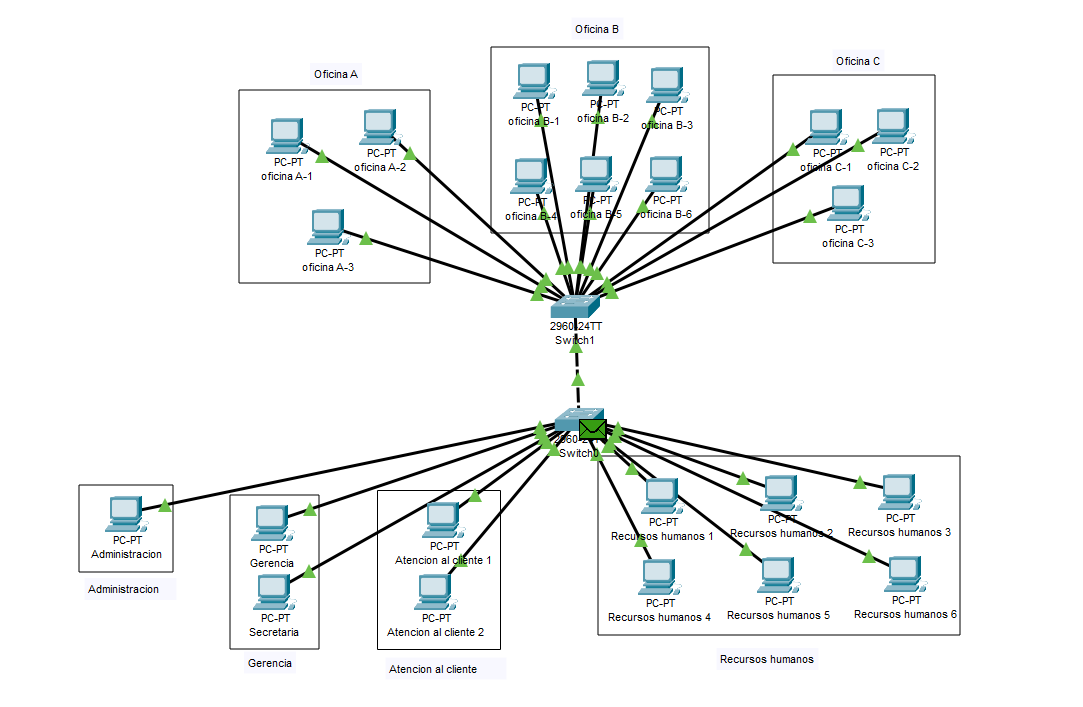 Oficina B
Oficina C
Oficina A
PC-PT
oficina B-1
PC-PT
oficina B-2
PC-PT
oficina B-3
PC-PT
oficina A-1
PC-PT
oficina A-2
PC-PT
oficina C-1
PC-PT
oficina C-2
PC-PT
oficina B-4
PC-PT
oficina B-5
PC-PT
oficina B-6
PC-PT
oficina A-3
PC-PT
oficina C-3
2960-24TT
Switch1
2960-24TT
Switch0
PC-PT
Administracion
Administracion
PC-PT
Gerencia
PC-PT
Secretaria
Gerencia
PC-PT
Atencion al cliente 1
PC-PT
Atencion al cliente 2
Atencion al cliente
PC-PT
Recursos humanos 1
PC-PT
Recursos humanos 2
PC-PT
Recursos humanos 3
PC-PT
Recursos humanos 4
PC-PT
Recursos humanos 5
PC-PT
Recursos humanos 6
Recursos humanos